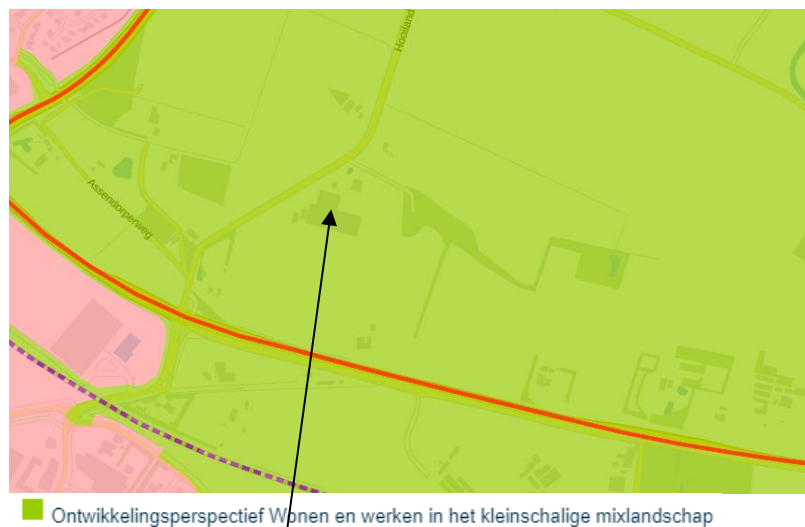 Hooiland
Assendorperweg
Ontwikkelingsperspectief Wonen en werken in het kleinschalige mixlandschap